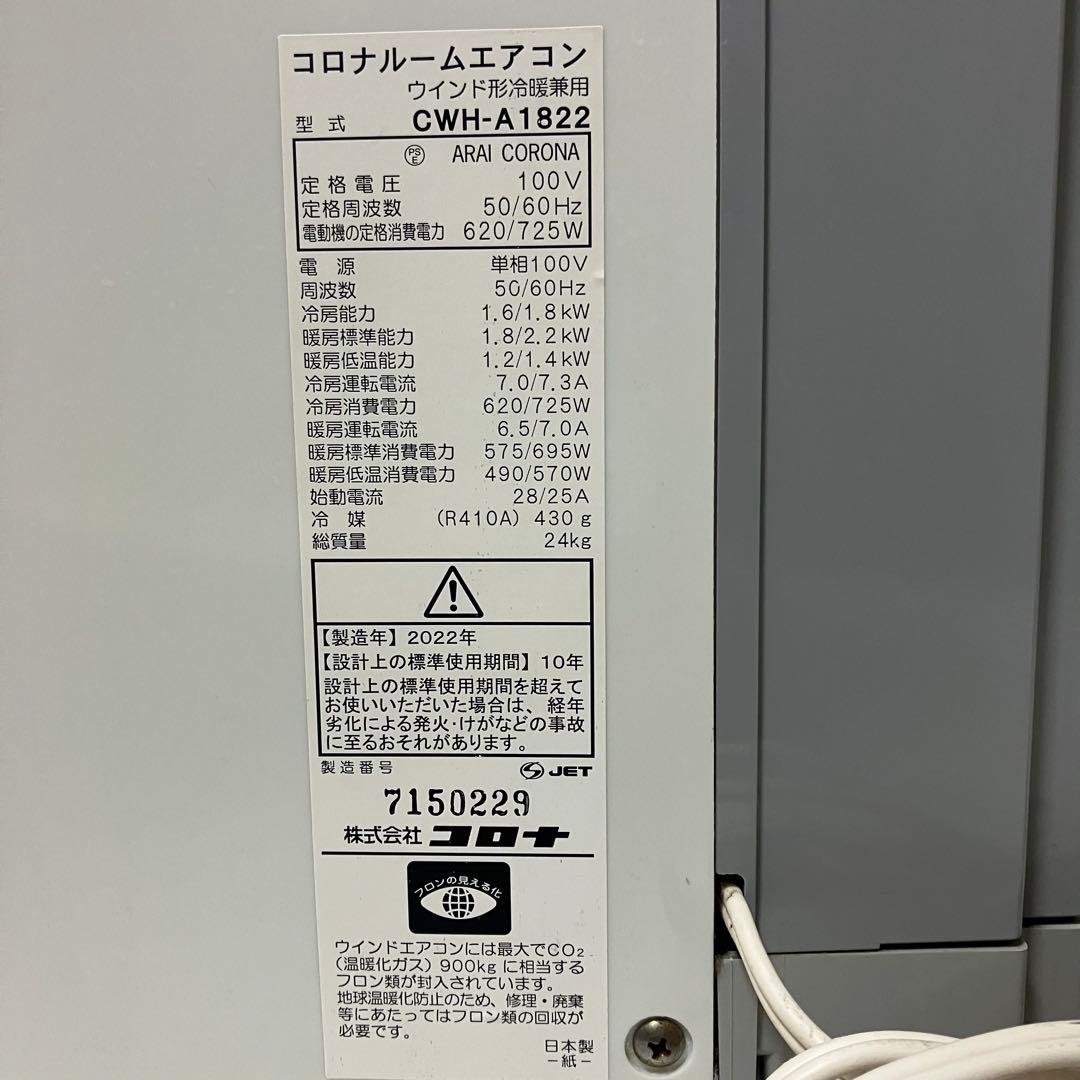 コロナルームエアコン
ウインド形冷暖兼用
型式 CWH-A1822
PSE ARAI CORONA
定格電圧 100V
定格周波数 50/60Hz
電動機の定格消費電力 620/725W
電源 単相100V
周波数 50/60Hz
冷房能力 1.6/1.8kW
暖房標準能力 1.8/2.2kW
暖房低温能力 1.2/1.4kW
冷房運転電流 7.0/7.3A
冷房消費電力 620/725W
暖房運転電流 6.5/7.0A
暖房標準消費電力 575/695W
暖房低温消費電力 490/570W
始動電流 28/25A
冷媒 (R410A) 430g
総質量 24kg
【製造年】2022年
【設計上の標準使用期間】10年
設計上の標準使用期間を超えて
お使いいただいた場合は、経年
劣化による発火・けがなどの事故
に至るおそれがあります。
製造番号 JET
7150229
株式会社 コロナ
フロンの見える化
ウインドエアコンには最大でCO₂
(温暖化ガス)900kgに相当する
フロン類が封入されています。
地球温暖化防止のため、修理・廃棄
等にあたってはフロン類の回収が
必要です。
日本製
-紙-